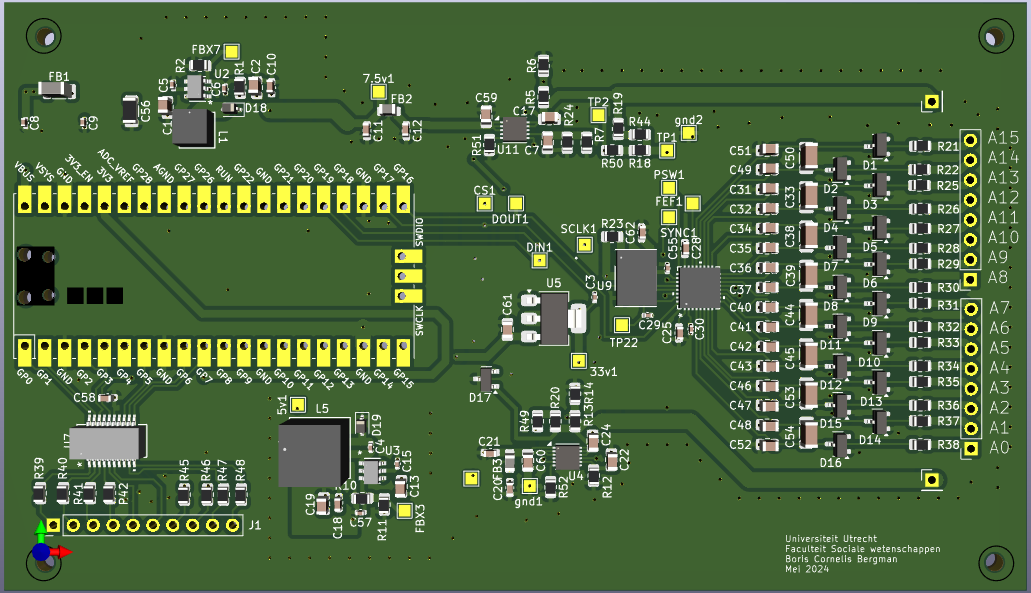 FBX7
R2
U2
R1
C2
C10
C5
C6
D18
FB1
C8
C9
C56
L1
7.5v1
FB2
C11
C12
C59
R51
U11
C17
C7
R6
R5
R24
R7
TP2
R19
R44
R50
R18
TP1
gnd2
VBUS
VSYS
GND
3V3_EN
3V3
ADC_VREF
GP28
AGND
GP27
GP26
RUN
GP22
GND
GP21
GP20
GP19
GP18
GND
GP17
GP16
SWDIO
SWCLK
GP0
GP1
GND
GP2
GP3
GP4
GP5
GND
GP6
GP7
GP8
GP9
GND
GP10
GP11
GP12
GP13
GND
GP14
GP15
CS1
DOUT1
DIN1
SCLK1
PSW1
FEF1
SYNC1
R23
C62
C55
C28
U9
C29
C25
C30
TP22
U5
C3
C61
33v1
D17
C51
C49
C31
C32
C34
C35
C36
C37
C40
C41
C42
C43
C46
C47
C48
C52
C50
C33
C38
C39
C44
C45
C53
C54
D1
D2
D4
D5
D7
D6
D8
D9
D11
D10
D12
D13
D15
D14
D16
R21
R22
R25
R26
R27
R28
R29
R30
R31
R32
R33
R34
R35
R36
R37
R38
A15
A14
A13
A12
A11
A10
A9
A8
A7
A6
A5
A4
A3
A2
A1
A0
C58
U7
R39
R40
R41
R42
R45
R46
R47
R48
J1
5v1
L5
D19
U3
C4
C15
C13
C19
C18
R10
C57
R11
FBX3
R49
R20
R13
R14
C24
C21
C20
FB3
C60
U4
C22
R12
R52
gnd1
Universiteit Utrecht
Faculteit Sociale wetenschappen
Boris Cornelis Bergman
Mei 2024